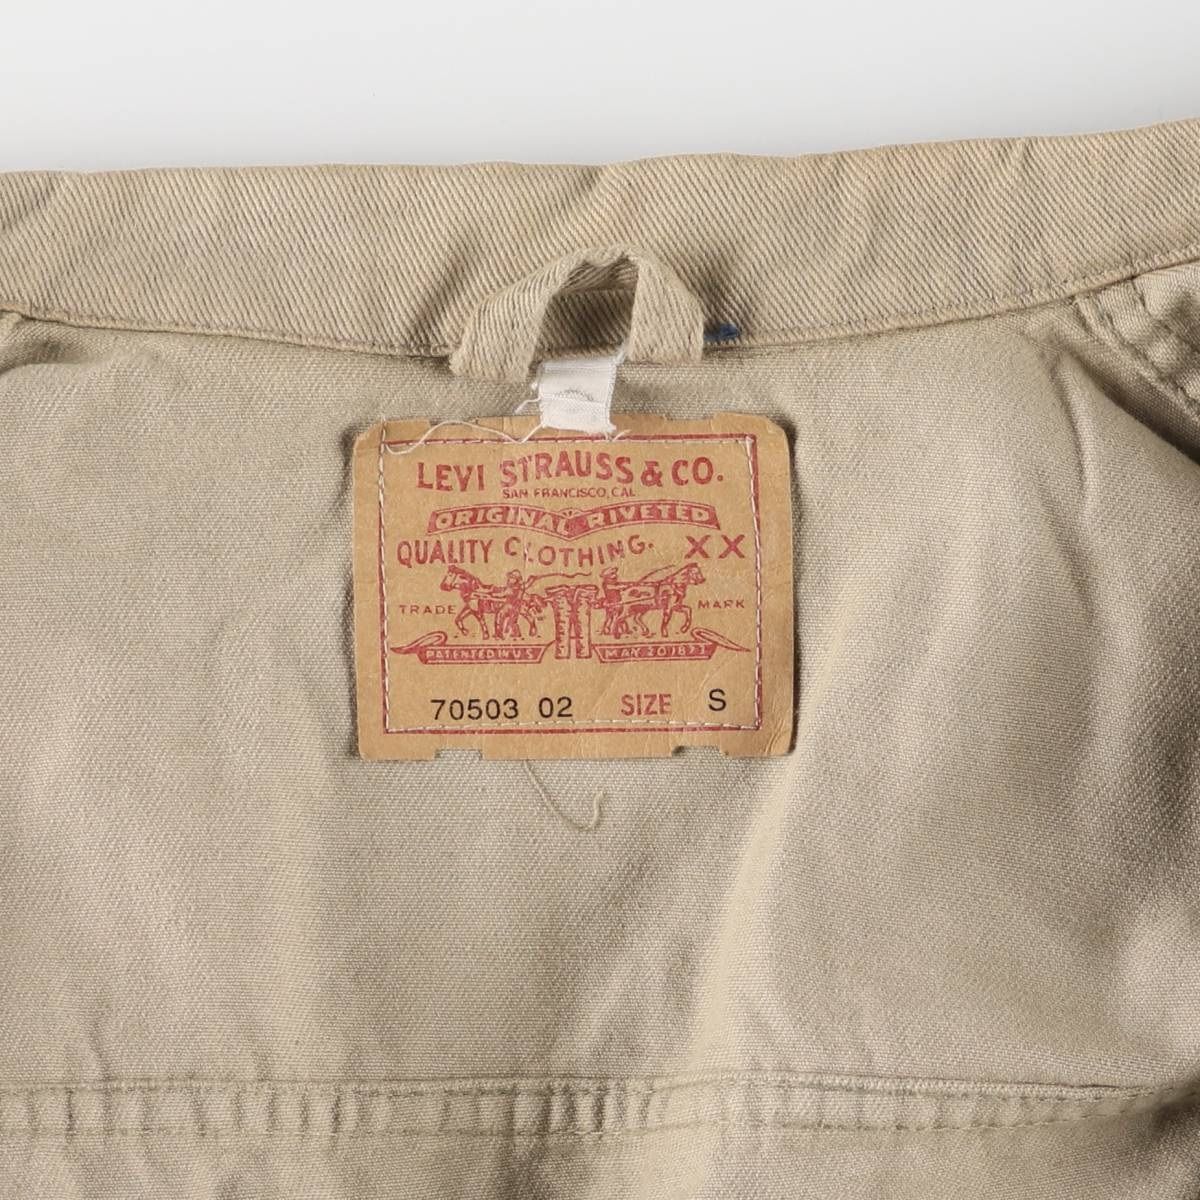 LEVI STRAUSS & CO.
SAN FRANCISCO, CAL
ORIGINAL RIVETED
QUALITY CLOTHING. XX
TRADE MARK
PATENTED IN U.S. MAY 20 1873
70503 02 SIZE S